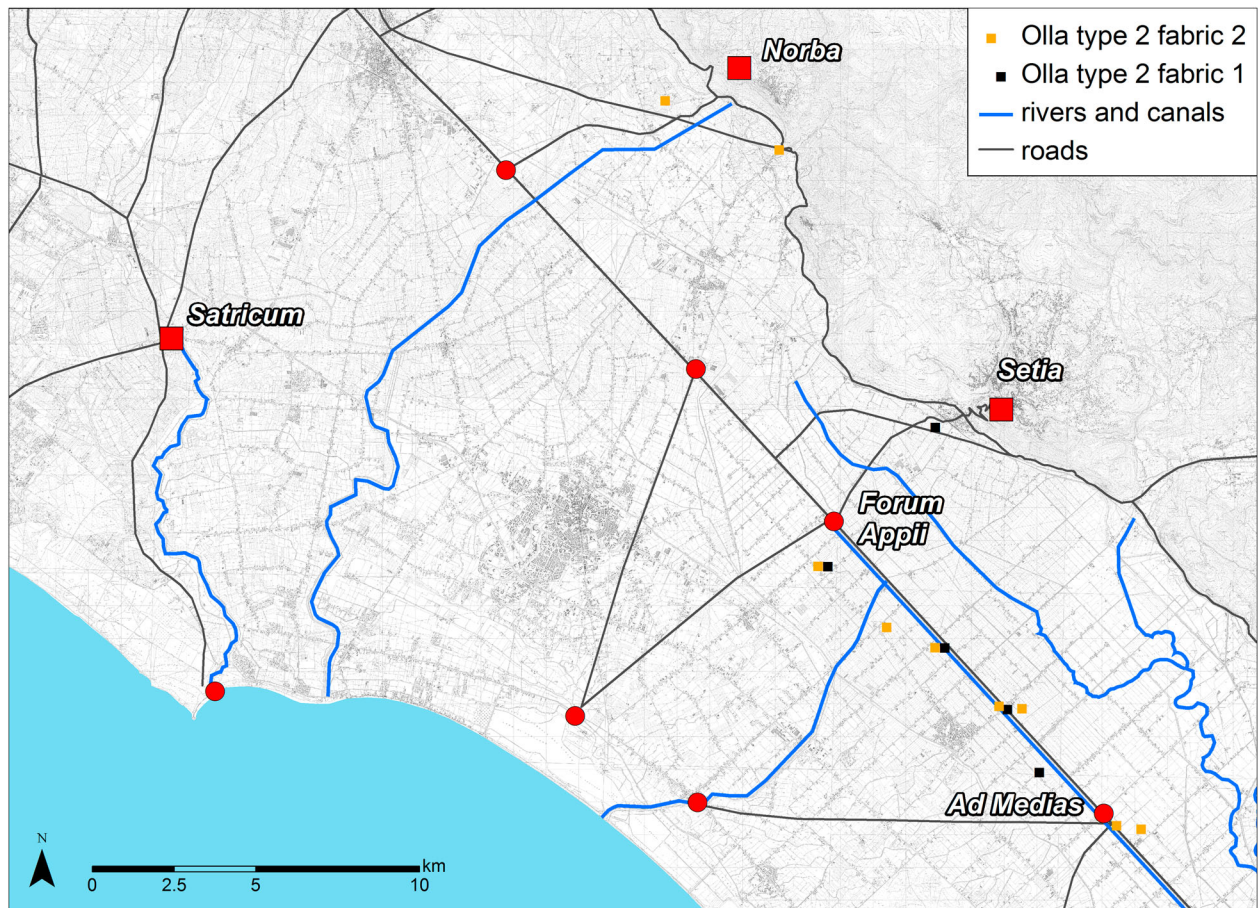 Olla type 2 fabric 2
Olla type 2 fabric 1
rivers and canals
roads
Norba
Satricum
Setia
Forum
Appii
Ad Medias
N
km
0 2.5 5 10